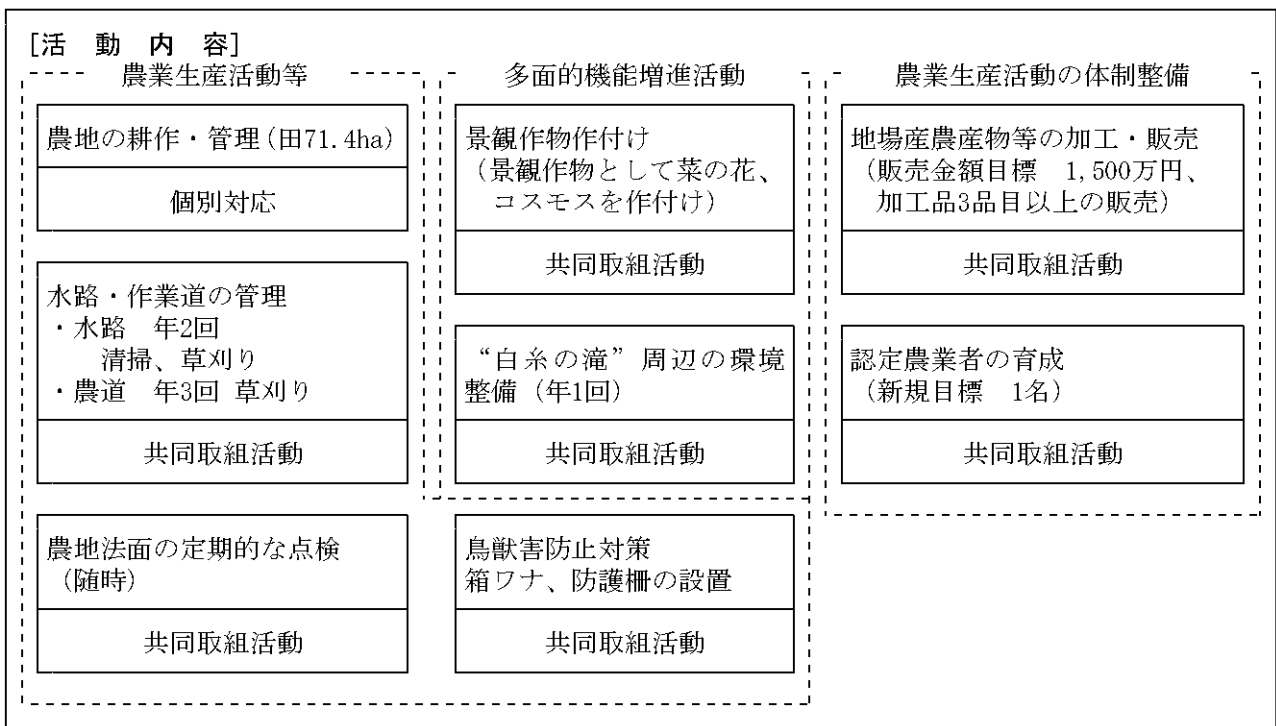 [活　動　内　容]
農業生産活動等
農地の耕作・管理(田71.4ha)
個別対応
水路・作業道の管理
・水路　年2回
清掃、草刈り
・農道　年3回 草刈り
共同取組活動
農地法面の定期的な点検
（随時）
共同取組活動
鳥獣害防止対策
箱ワナ、防護柵の設置
共同取組活動
多面的機能増進活動
景観作物作付け
（景観作物として菜の花、
コスモスを作付け）
共同取組活動
“白糸の滝”周辺の環境
整備（年1回）
共同取組活動
農業生産活動の体制整備
地場産農産物等の加工・販売
（販売金額目標　1,500万円、
加工品3品目以上の販売）
共同取組活動
認定農業者の育成
（新規目標　1名）
共同取組活動